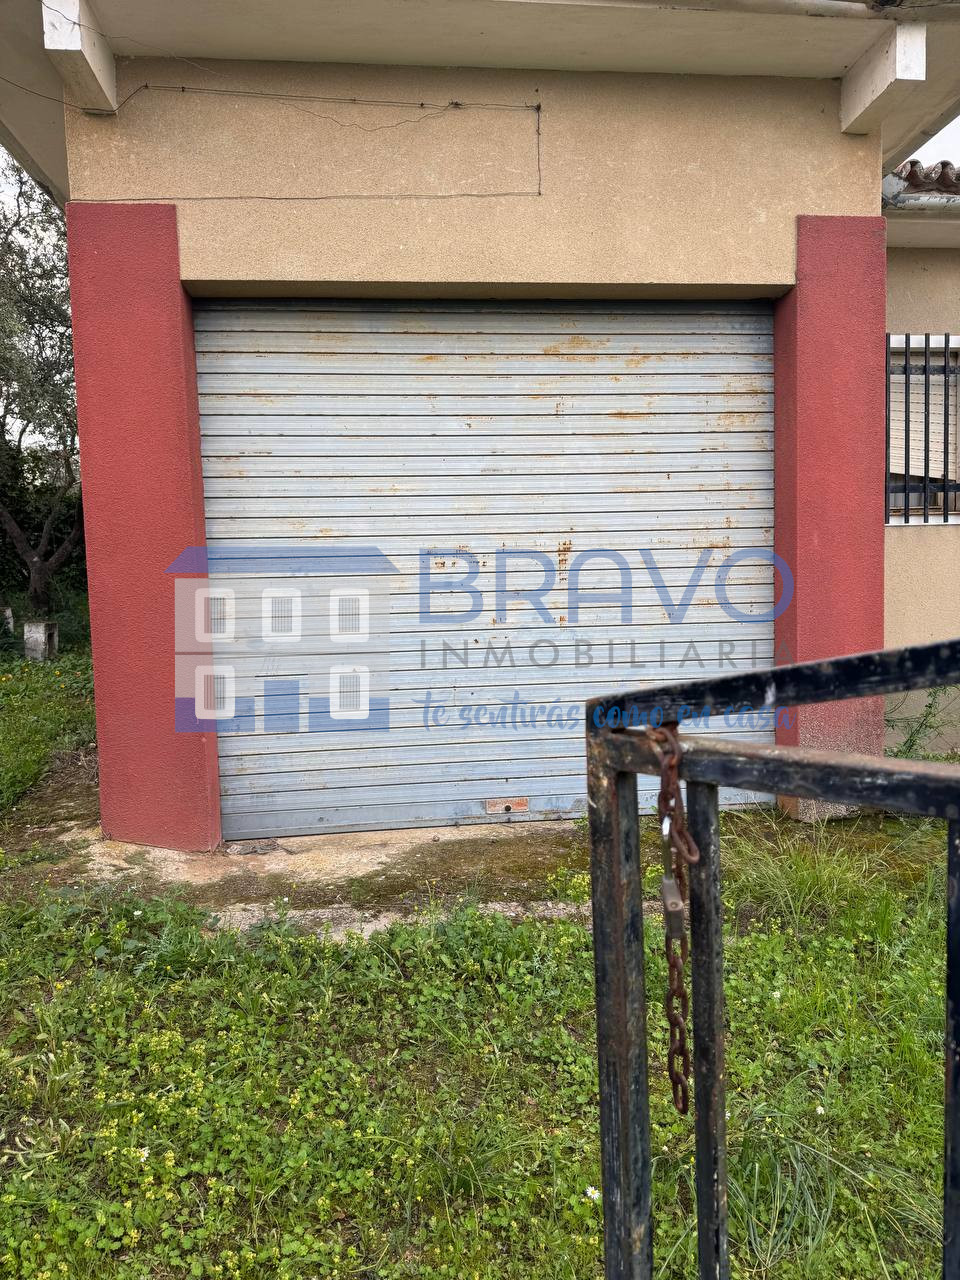 BRAVO
INMOBILIARIA
te sentirás como en casa